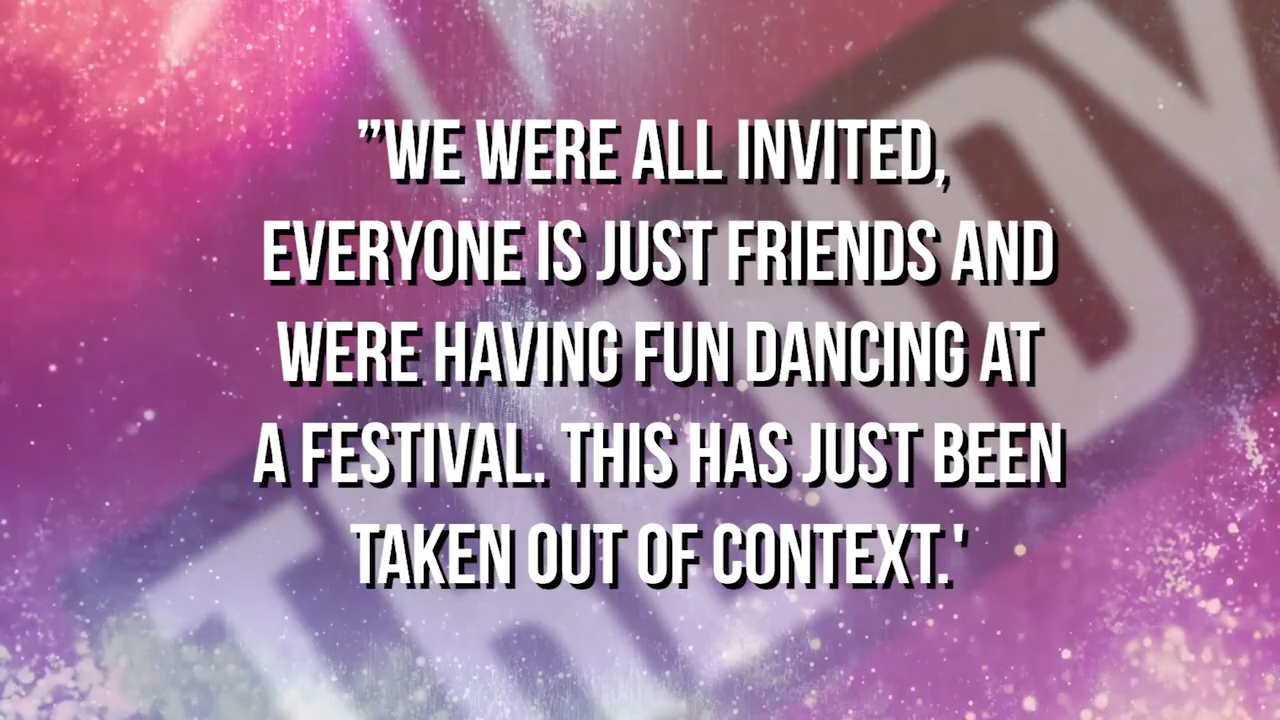 ”WE WERE ALL INVITED,
EVERYONE IS JUST FRIENDS AND
WERE HAVING FUN DANCING AT
A FESTIVAL. THIS HAS JUST BEEN
TAKEN OUT OF CONTEXT.'
TRENDY